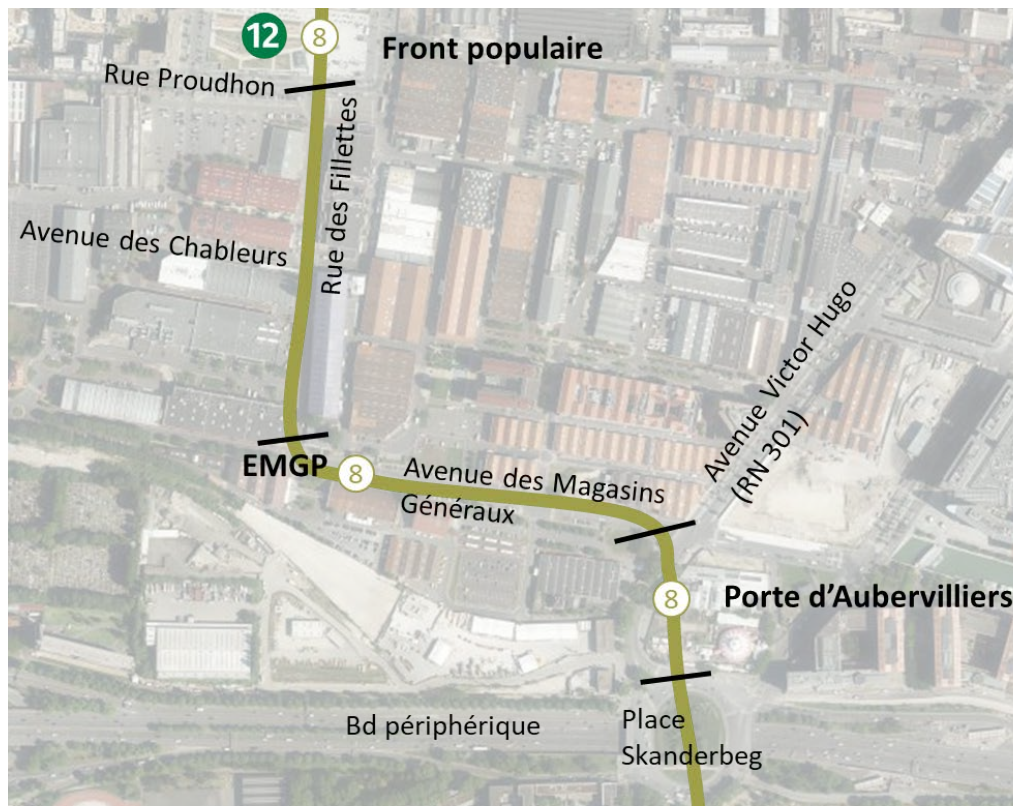 12 8 Front populaire
Rue Proudhon
Rue des Fillettes
Avenue des Chableurs
Avenue Victor Hugo
(RN 301)
EMGP 8 Avenue des Magasins
Généraux
8 Porte d'Aubervilliers
Bd périphérique
Place
Skanderbeg